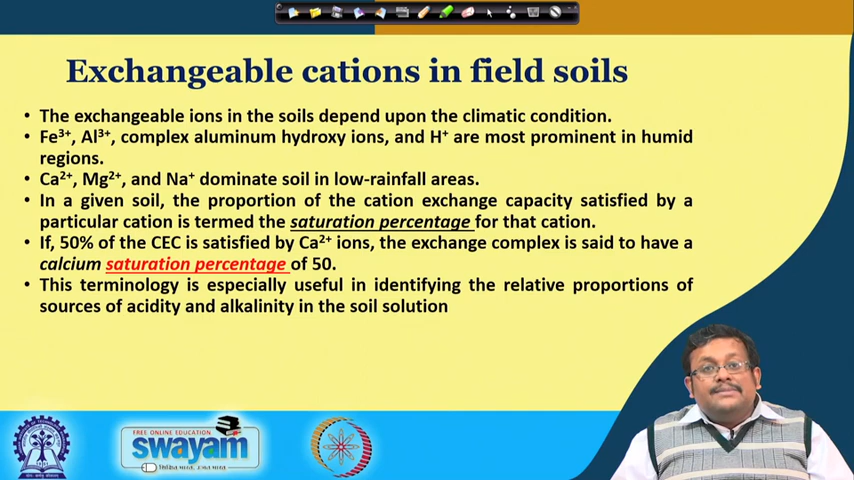 Exchangeable cations in field soils
• The exchangeable ions in the soils depend upon the climatic condition.
• Fe³⁺, Al³⁺, complex aluminum hydroxy ions, and H⁺ are most prominent in humid
regions.
• Ca²⁺, Mg²⁺, and Na⁺ dominate soil in low-rainfall areas.
• In a given soil, the proportion of the cation exchange capacity satisfied by a
particular cation is termed the saturation percentage for that cation.
• If, 50% of the CEC is satisfied by Ca²⁺ ions, the exchange complex is said to have a
calcium saturation percentage of 50.
• This terminology is especially useful in identifying the relative proportions of
sources of acidity and alkalinity in the soil solution
FREE ONLINE EDUCATION
swayam